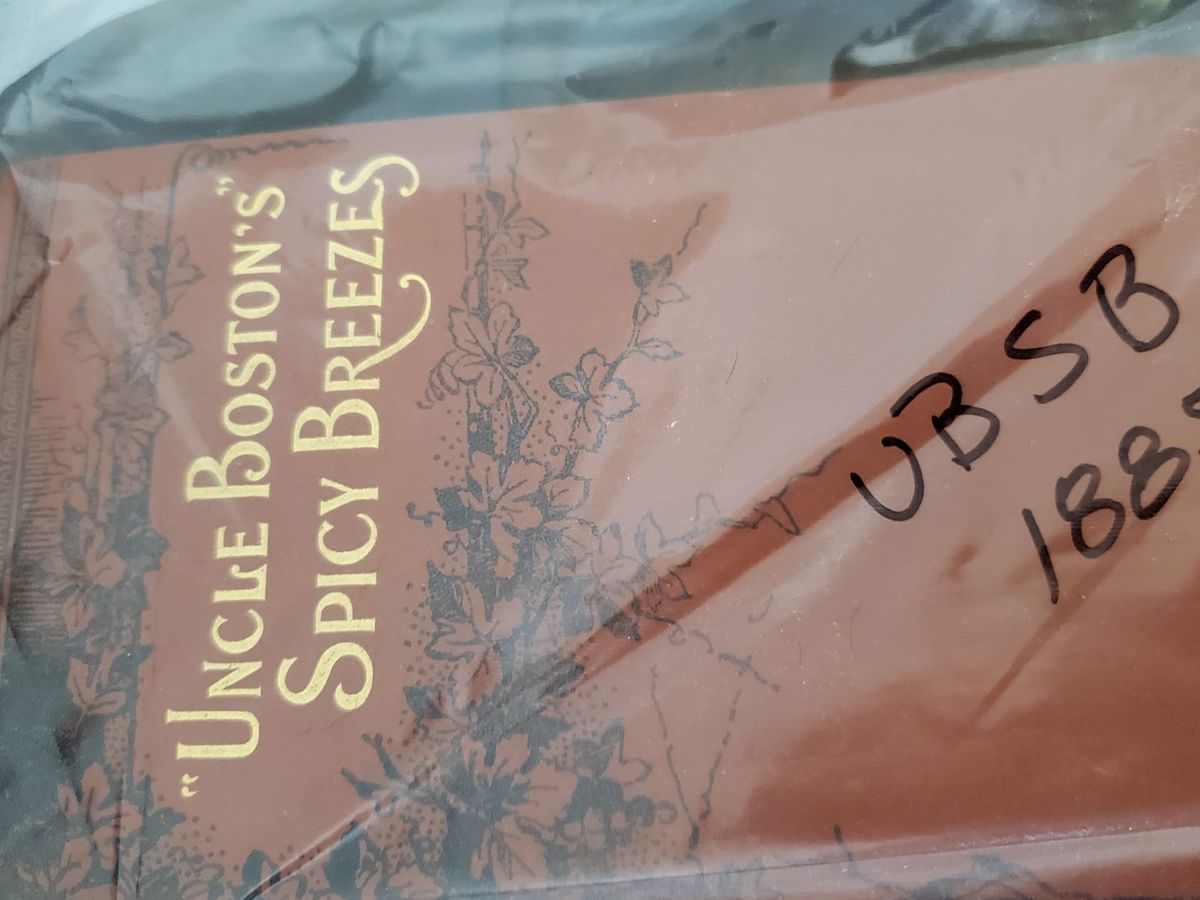 "UNCLE BOSTON'S"
SPICY BREEZES
UBSB
188